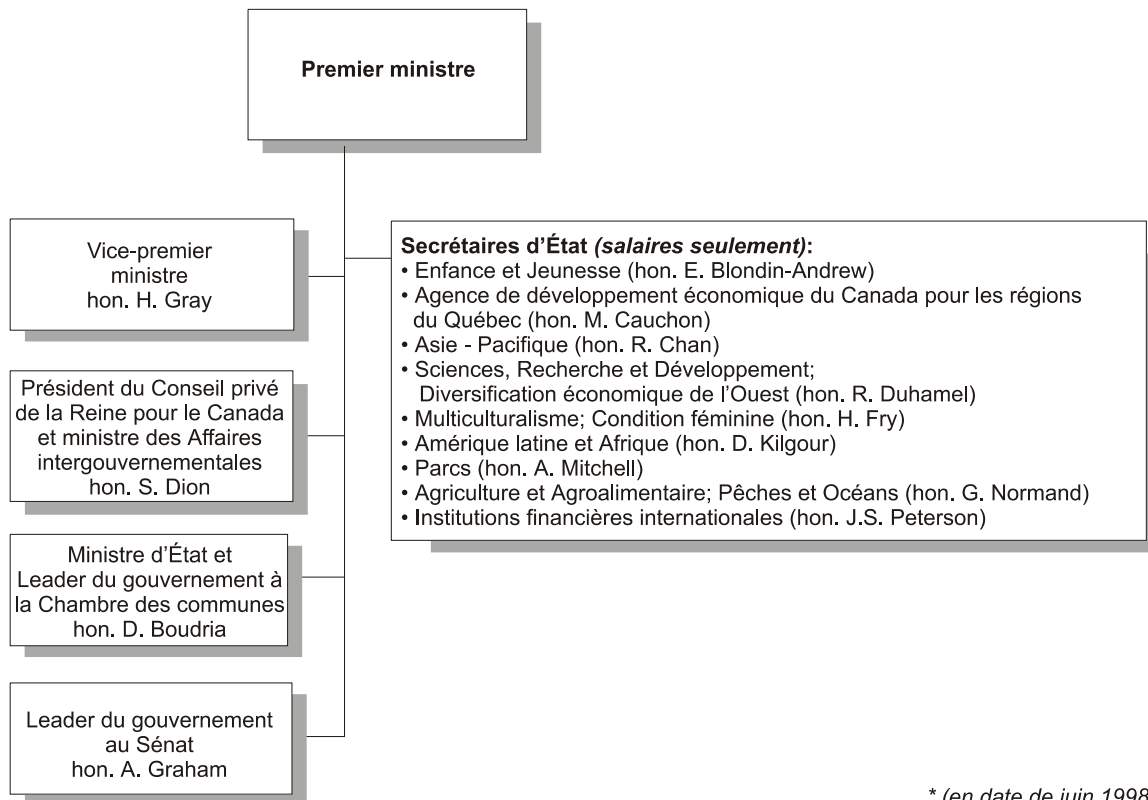 Premier ministre
Vice-premier
ministre
hon. H. Gray
Secrétaires d'État (salaires seulement):
• Enfance et Jeunesse (hon. E. Blondin-Andrew)
• Agence de développement économique du Canada pour les régions
du Québec (hon. M. Cauchon)
• Asie - Pacifique (hon. R. Chan)
• Sciences, Recherche et Développement;
Diversification économique de l'Ouest (hon. R. Duhamel)
• Multiculturalisme; Condition féminine (hon. H. Fry)
• Amérique latine et Afrique (hon. D. Kilgour)
• Parcs (hon. A. Mitchell)
• Agriculture et Agroalimentaire; Pêches et Océans (hon. G. Normand)
• Institutions financières internationales (hon. J.S. Peterson)
Président du Conseil privé
de la Reine pour le Canada
et ministre des Affaires
intergouvernementales
hon. S. Dion
Ministre d'État et
Leader du gouvernement à
la Chambre des communes
hon. D. Boudria
Leader du gouvernement
au Sénat
hon. A. Graham
* (en date de juin 1998